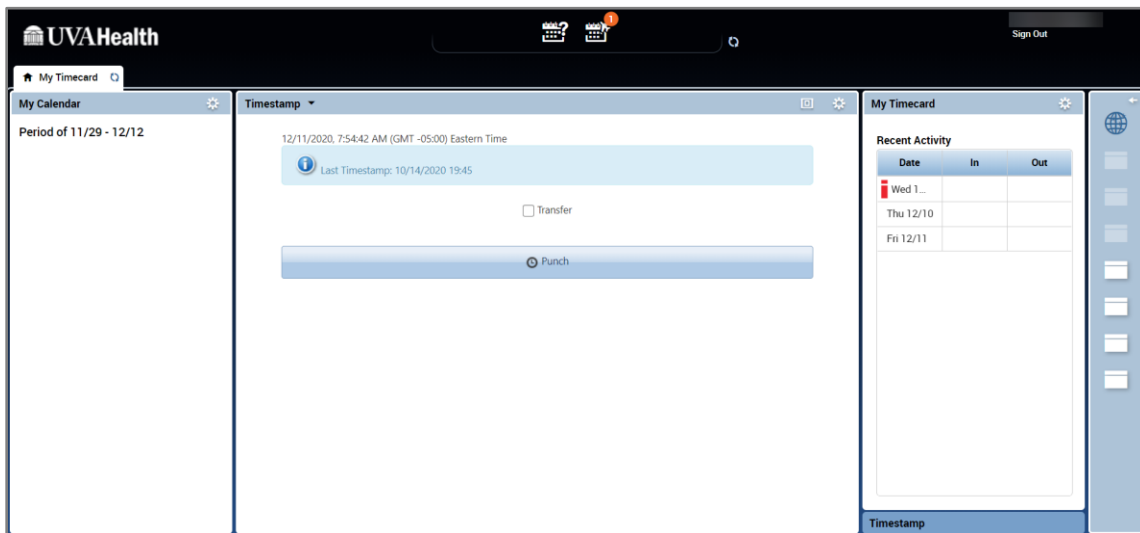 UVAHealth
?
1
Sign Out
My Timecard
My Calendar
Period of 11/29 - 12/12
Timestamp
12/11/2020, 7:54:42 AM (GMT -05:00) Eastern Time
Last Timestamp: 10/14/2020 19:45
Transfer
Punch
My Timecard
Recent Activity
Date In Out
Wed 1...
Thu 12/10
Fri 12/11
Timestamp